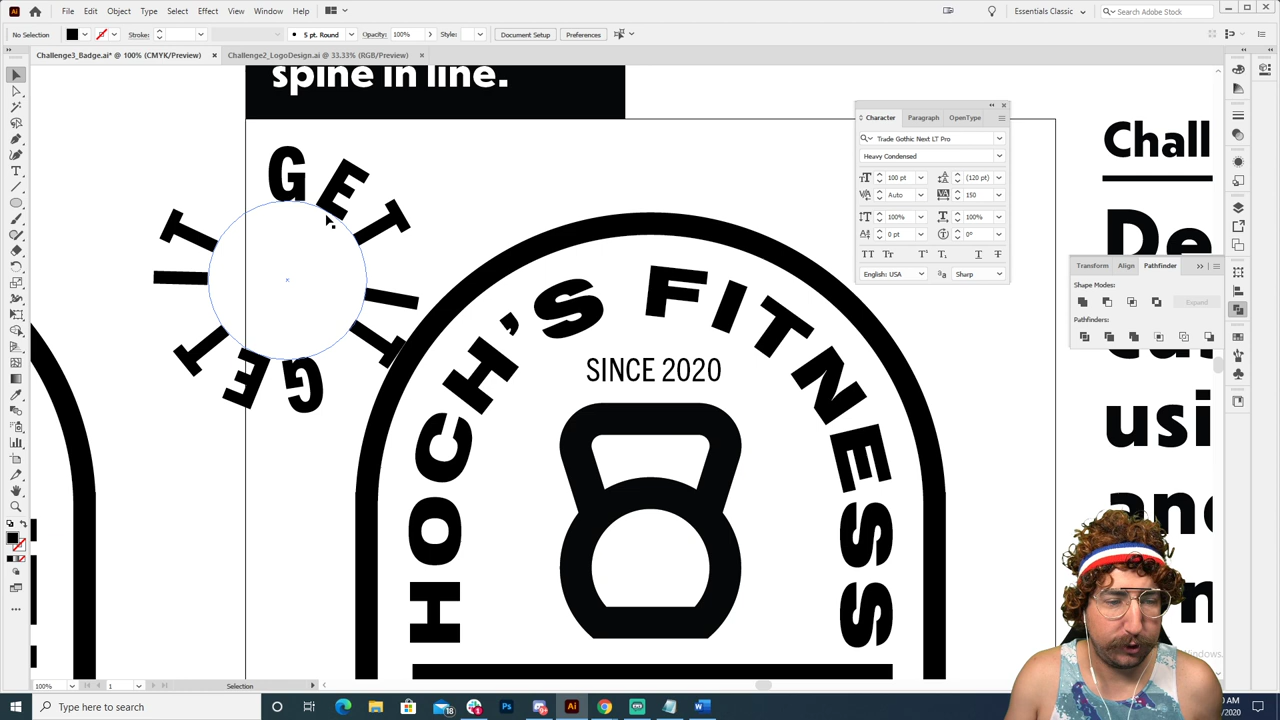 File Edit Object Type Select Effect View Window Help
Essentials Classic
Search Adobe Stock
No Selection
Stroke:
5 pt. Round
Opacity: 100%
Style:
Document Setup
Preferences
Challenge3_Badge.ai* @ 100% (CMYK/Preview) ×
Challenge2_LogoDesign.ai @ 33.33% (RGB/Preview) ×
spine in line.
GET
IT
GET
IT
HOCH'S FITNESS
SINCE 2020
Character Paragraph OpenType
Trade Gothic Next LT Pro
Heavy Condensed
100 pt (120 pt)
Auto 150
100% 100%
0 pt 0°
English: USA
Sharp
Chall
De
usi
an
Transform Align Pathfinder
Shape Modes:
Expand
Pathfinders:
100%
1
Selection
Type here to search